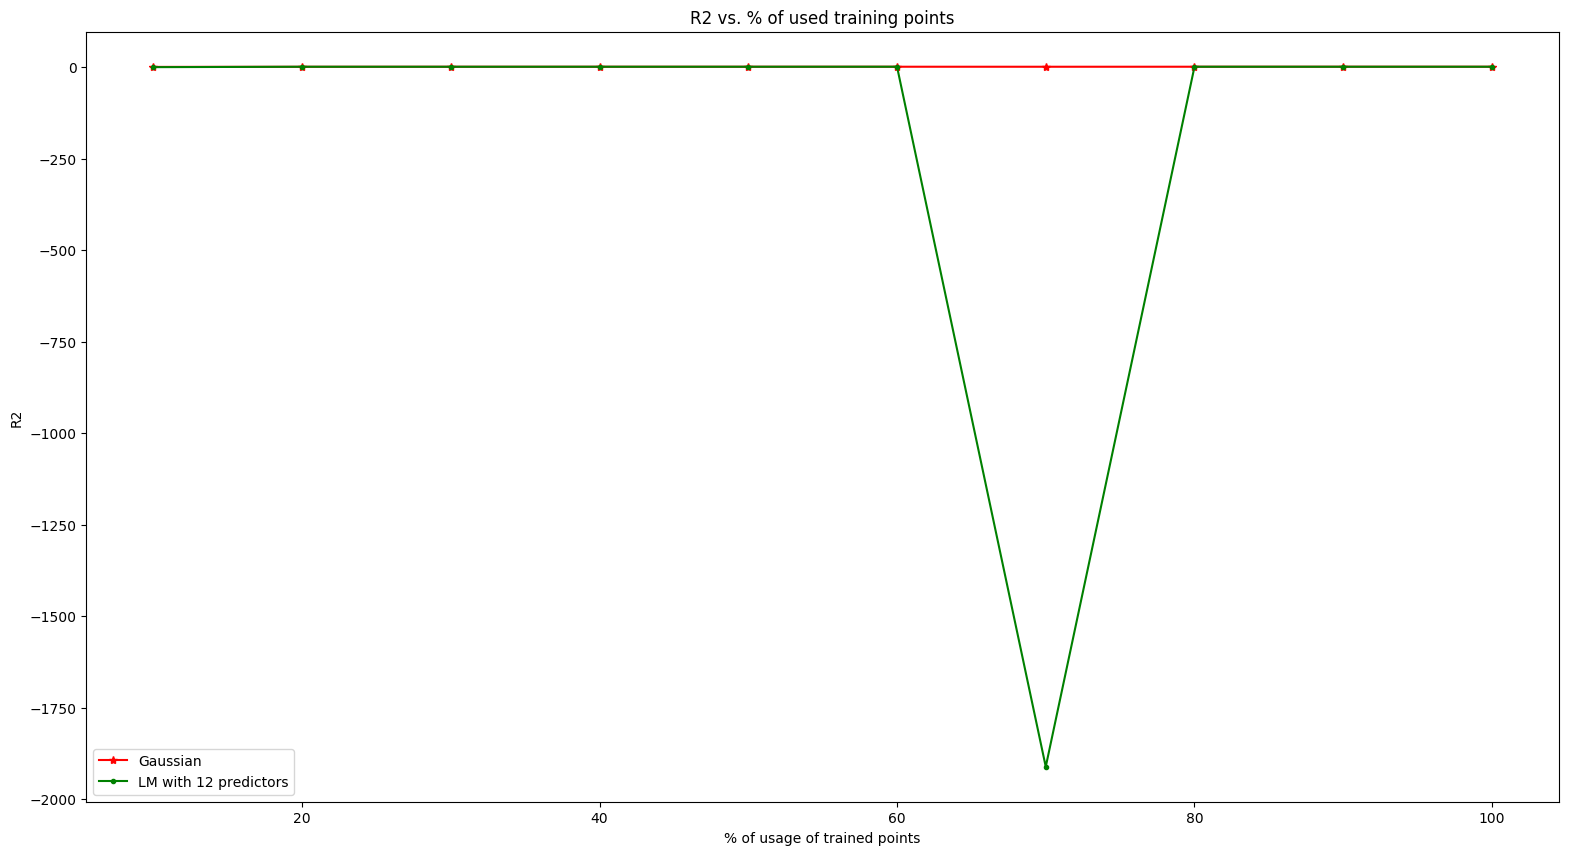 R2 vs. % of used training points
0
−250
−500
−750
−1000
−1250
−1500
−1750
−2000
R2
Gaussian
LM with 12 predictors
20
40
60
80
100
% of usage of trained points